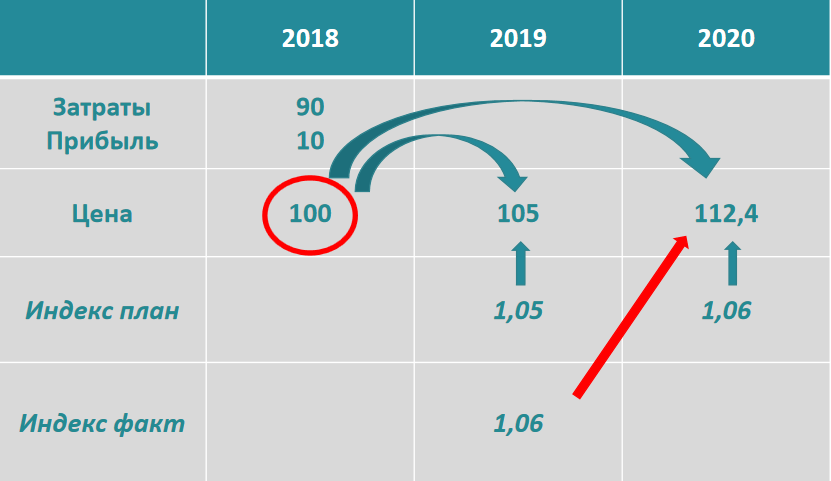 2018 2019 2020
Затраты 90
Прибыль 10
Цена 100 105 112,4
Индекс план 1,05 1,06
Индекс факт 1,06